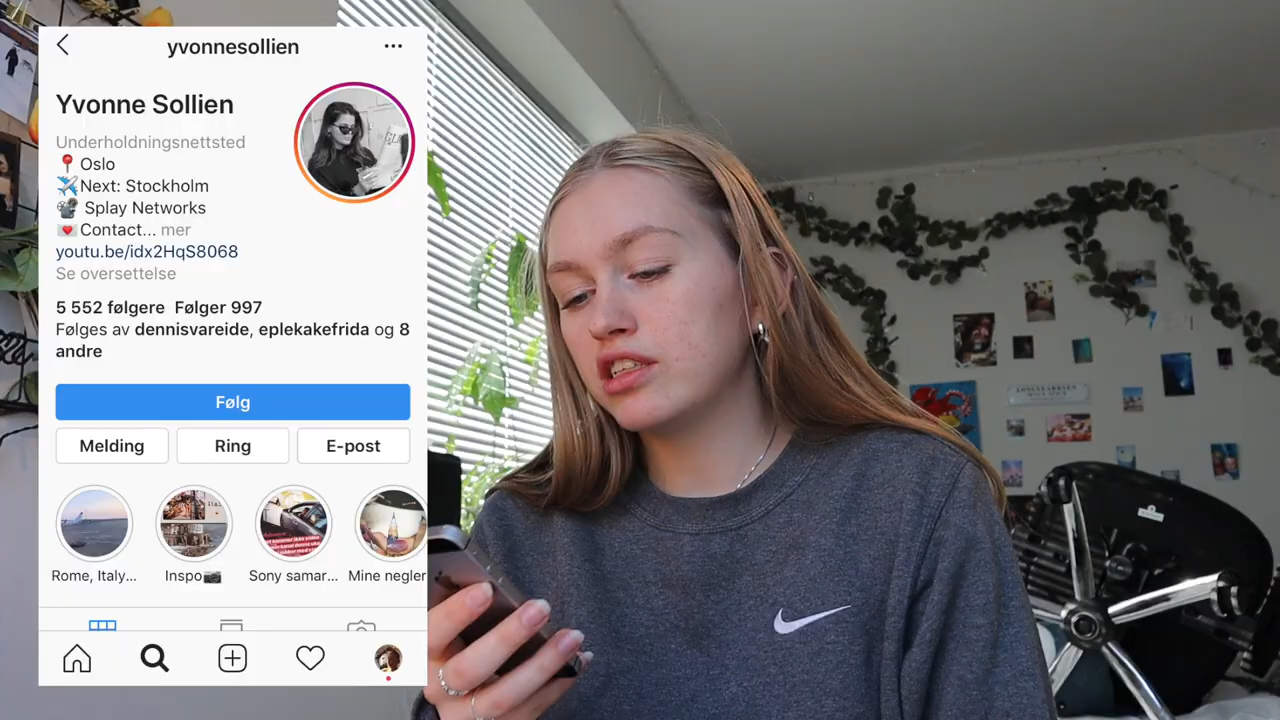 yvonnesollien
Yvonne Sollien
Underholdningsnettsted
📍 Oslo
✈️Next: Stockholm
📽 Splay Networks
💌 Contact... mer
youtu.be/idx2HqS8068
Se oversettelse
5 552 følgere Følger 997
Følges av dennisvareide, eplekakefrida og 8
andre
Følg
Melding Ring E-post
Rome, Italy... Inspo📷 Sony samar... Mine negler